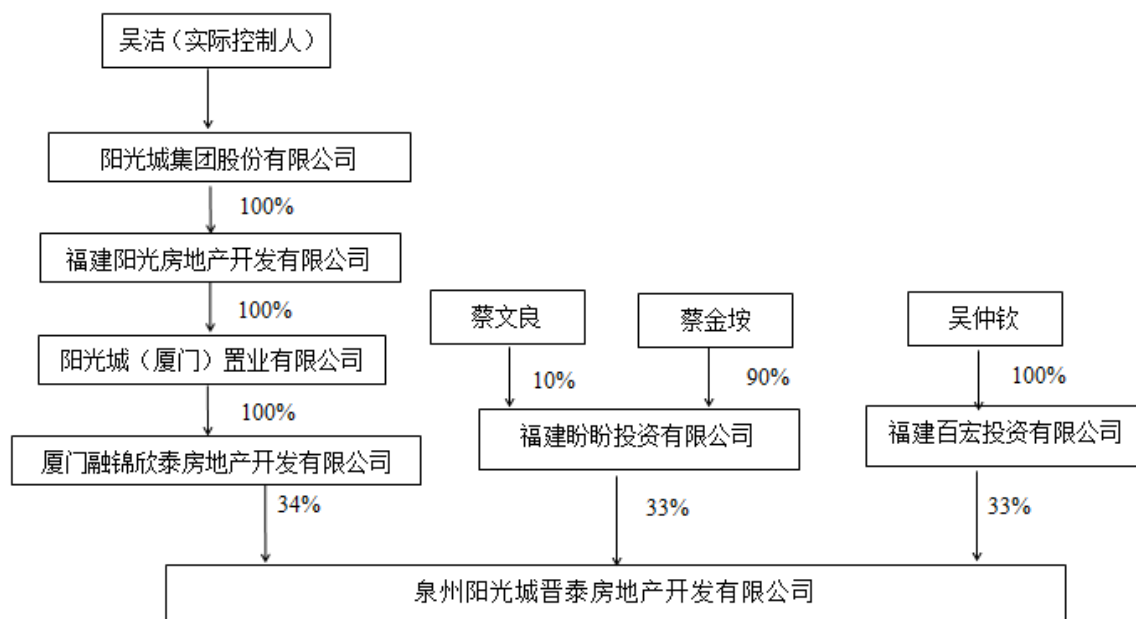 吴洁（实际控制人）
阳光城集团股份有限公司
100%
福建阳光房地产开发有限公司
100%
阳光城（厦门）置业有限公司
100%
厦门融锦欣泰房地产开发有限公司
34%
蔡文良
蔡金垵
10%
90%
福建盼盼投资有限公司
33%
吴仲钦
100%
福建百宏投资有限公司
33%
泉州阳光城晋泰房地产开发有限公司